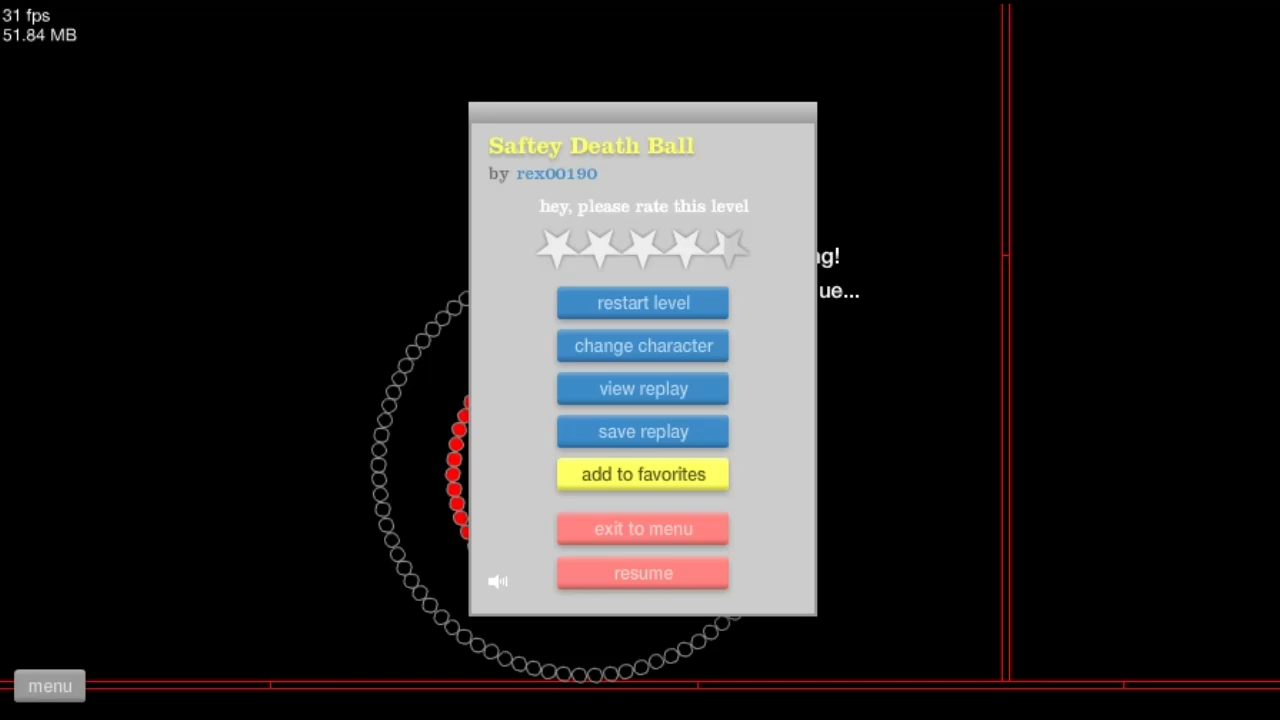 31 fps
51.84 MB
Saftey Death Ball
by rex00190
hey, please rate this level
restart level
change character
view replay
save replay
add to favorites
exit to menu
resume
menu